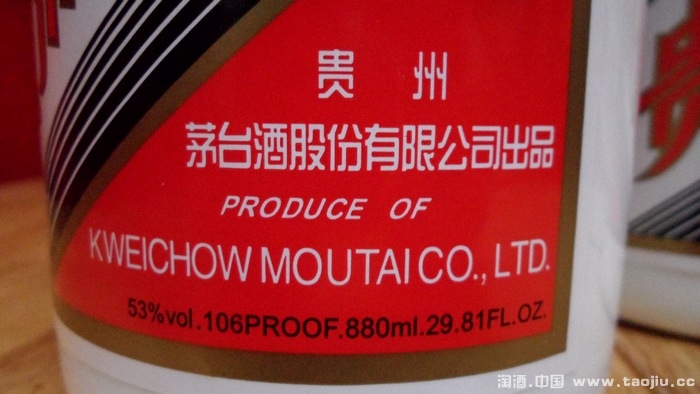 贵州
茅台酒股份有限公司出品
PRODUCE OF
KWEICHOW MOUTAI CO., LTD.
53%vol.106PROOF.880ml.29.81FL.OZ.
淘酒.中国 www.taojiu.cc